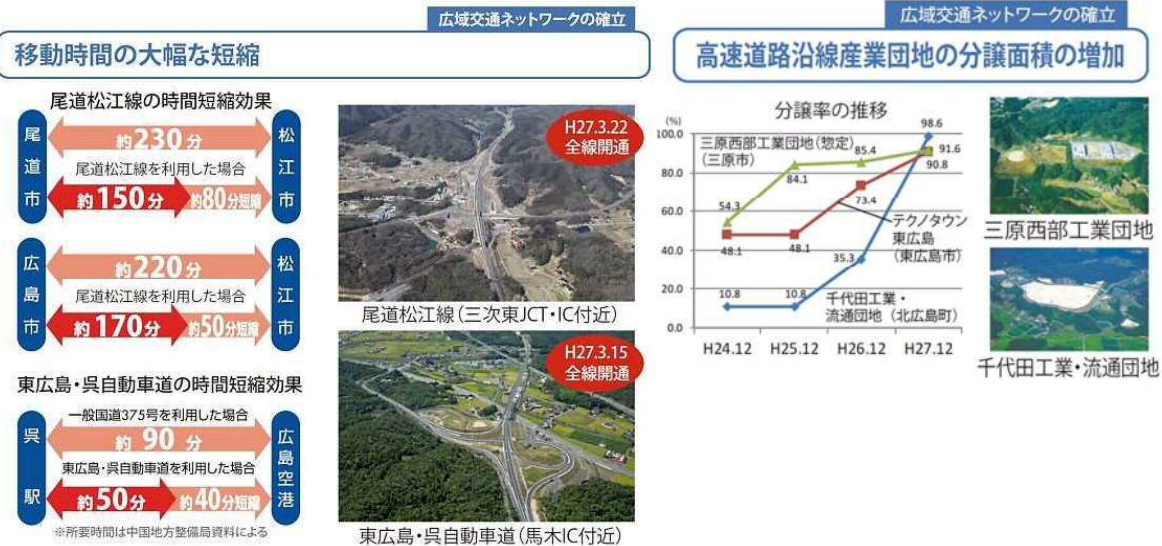 広域交通ネットワークの確立
移動時間の大幅な短縮
尾道松江線の時間短縮効果
尾道市
約230分
松江市
尾道松江線を利用した場合
約150分
約80分短縮
広島市
約220分
松江市
尾道松江線を利用した場合
約170分
約50分短縮
東広島・呉自動車道の時間短縮効果
呉駅
一般国道375号を利用した場合
約90分
広島空港
東広島・呉自動車道を利用した場合
約50分
約40分短縮
※所要時間は中国地方整備局資料による
H27.3.22
全線開通
尾道松江線(三次東JCT・IC付近)
H27.3.15
全線開通
東広島・呉自動車道(馬木IC付近)
広域交通ネットワークの確立
高速道路沿線産業団地の分譲面積の増加
分譲率の推移
(%)
100.0
80.0
60.0
40.0
20.0
0.0
三原西部工業団地(惣定)
(三原市)
54.3
84.1
85.4
91.6
48.1
48.1
73.4
90.8
テクノタウン
東広島
(東広島市)
10.8
10.8
35.3
98.6
千代田工業・
流通団地(北広島町)
H24.12
H25.12
H26.12
H27.12
三原西部工業団地
千代田工業・流通団地